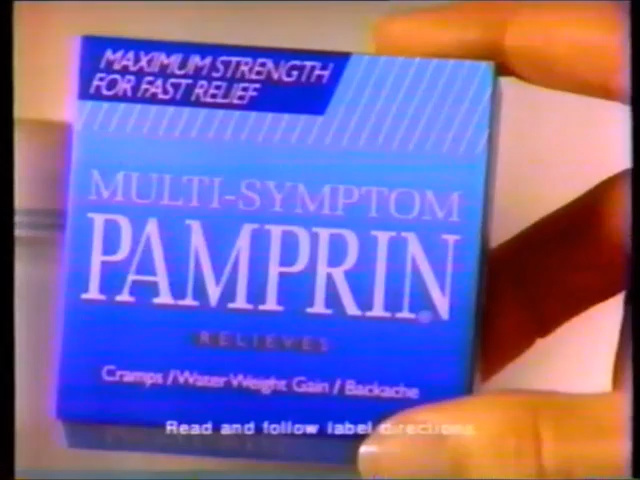 MAXIMUM STRENGTH
FOR FAST RELIEF
MULTI-SYMPTOM
PAMPRIN®
RELIEVES
Cramps / Water Weight Gain / Backache
Read and follow label directions.